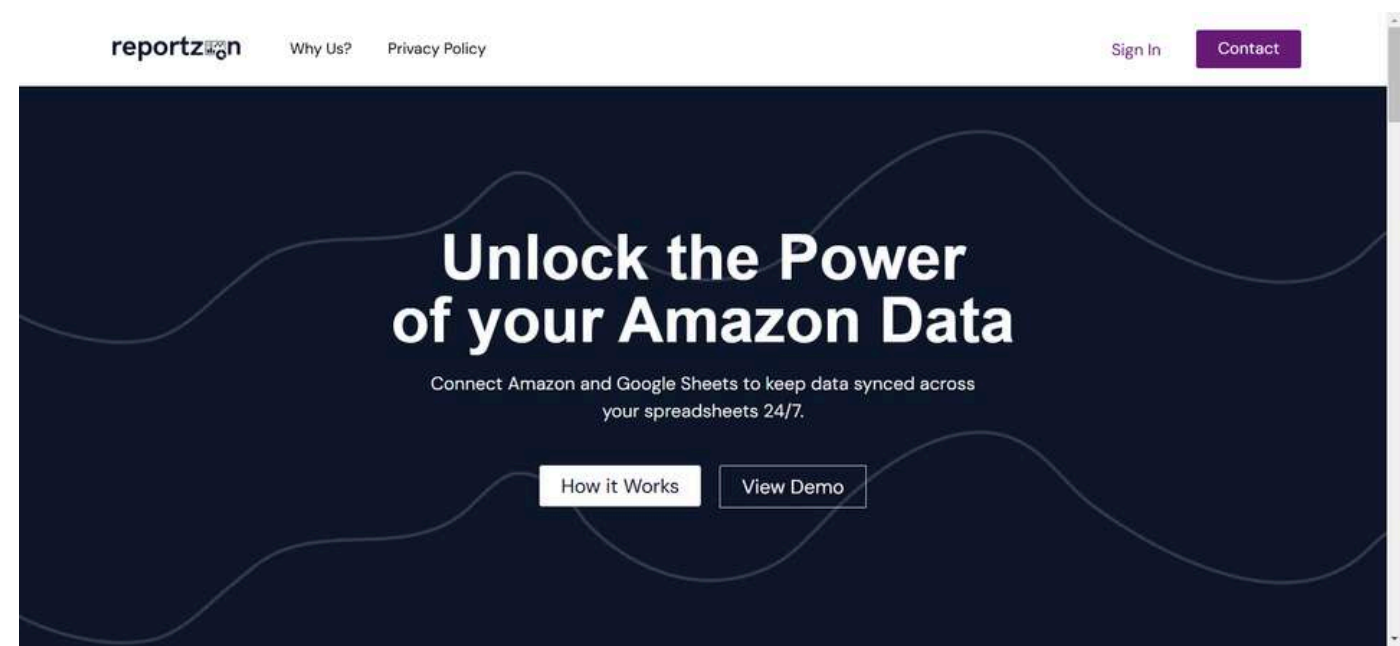 reportzon
Why Us?
Privacy Policy
Sign In
Contact
Unlock the Power
of your Amazon Data
Connect Amazon and Google Sheets to keep data synced across
your spreadsheets 24/7.
How it Works
View Demo